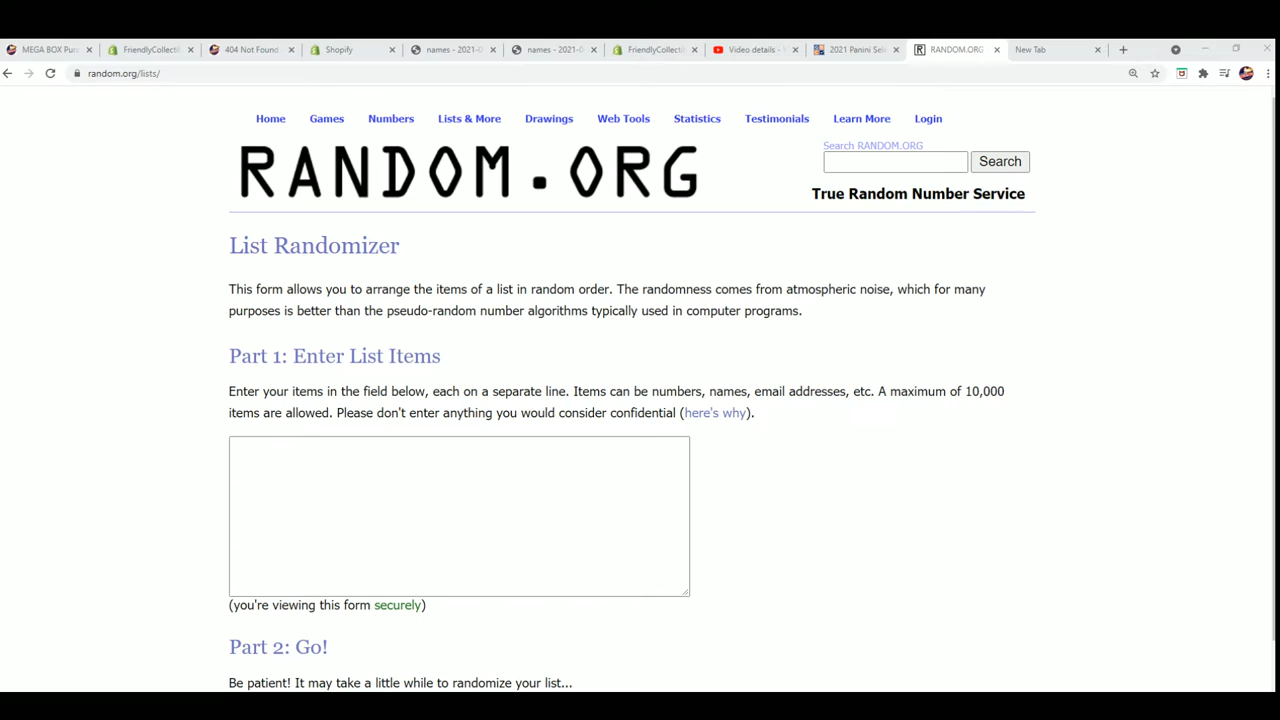 MEGA BOX Pur
FriendlyCollecti
404 Not Found
Shopify
names - 2021-0
names - 2021-0
FriendlyCollecti
Video details - Y
2021 Panini Sele
RANDOM.ORG
New Tab
random.org/lists/
Home Games Numbers Lists & More Drawings Web Tools Statistics Testimonials Learn More Login
RANDOM.ORG
Search RANDOM.ORG
Search
True Random Number Service
List Randomizer
This form allows you to arrange the items of a list in random order. The randomness comes from atmospheric noise, which for many
purposes is better than the pseudo-random number algorithms typically used in computer programs.
Part 1: Enter List Items
Enter your items in the field below, each on a separate line. Items can be numbers, names, email addresses, etc. A maximum of 10,000
items are allowed. Please don't enter anything you would consider confidential (here's why).
(you're viewing this form securely)
Part 2: Go!
Be patient! It may take a little while to randomize your list...